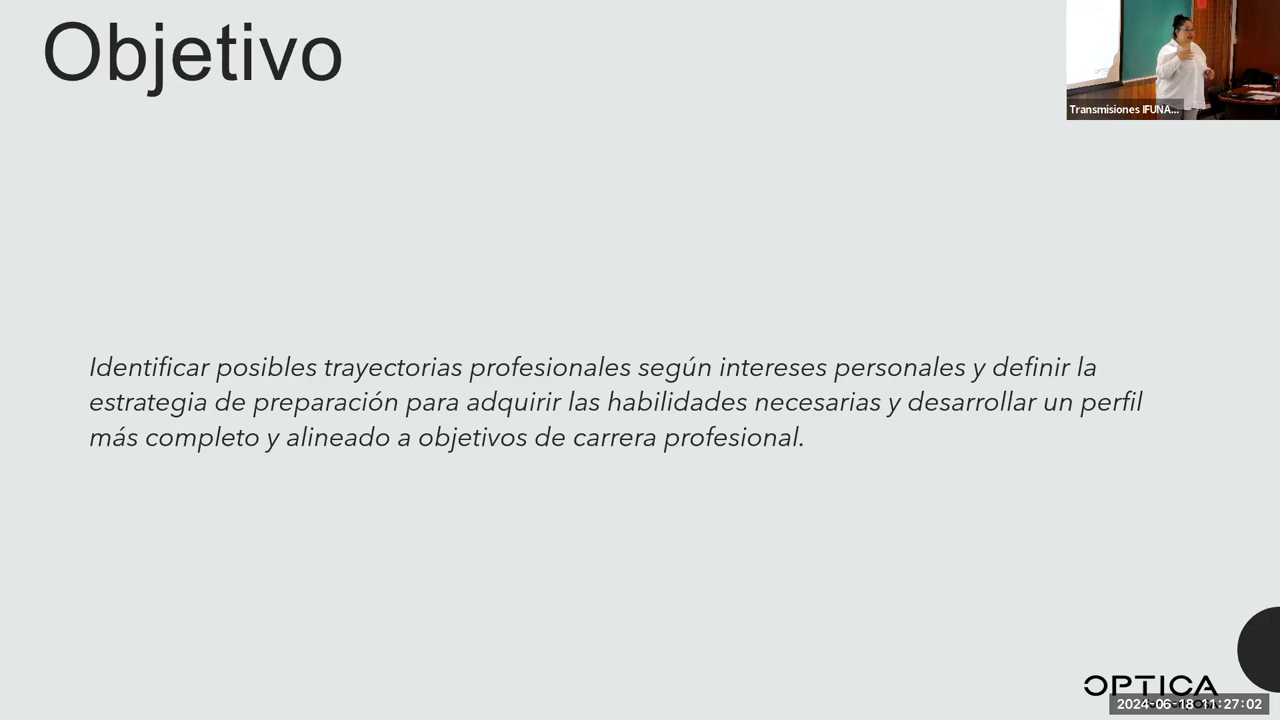 Objetivo
Transmisiones IFUNA...
Identificar posibles trayectorias profesionales según intereses personales y definir la
estrategia de preparación para adquirir las habilidades necesarias y desarrollar un perfil
más completo y alineado a objetivos de carrera profesional.
OPTICA
2024-06-18 11:27:02